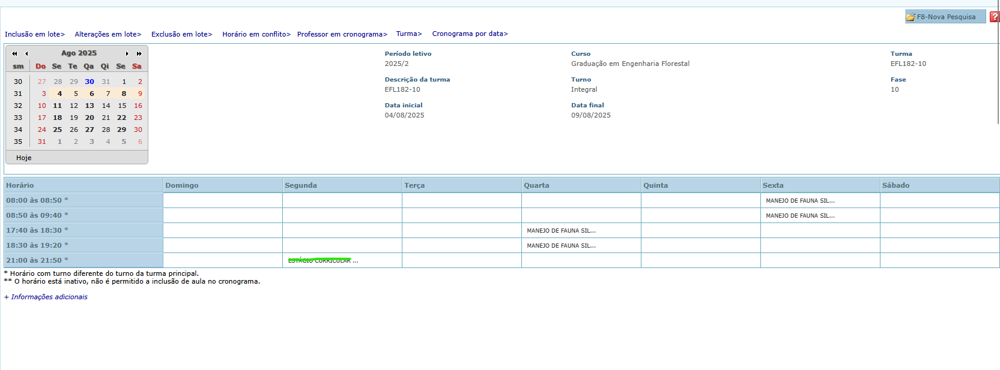 F8-Nova Pesquisa ?
Inclusão em lote> Alterações em lote> Exclusão em lote> Horário em conflito> Professor em cronograma> Turma> Cronograma por data>
Ago 2025
sm Do Se Te Qa Qi Se Sa
30 27 28 29 30 31 1 2
31 3 4 5 6 7 8 9
32 10 11 12 13 14 15 16
33 17 18 19 20 21 22 23
34 24 25 26 27 28 29 30
35 31 1 2 3 4 5 6
Hoje
Período letivo Curso Turma
2025/2 Graduação em Engenharia Florestal EFL182-10
Descrição da turma Turno Fase
EFL182-10 Integral 10
Data inicial Data final
04/08/2025 09/08/2025
Horário Domingo Segunda Terça Quarta Quinta Sexta Sábado
08:00 às 08:50 * MANEJO DE FAUNA SIL...
08:50 às 09:40 * MANEJO DE FAUNA SIL...
17:40 às 18:30 * MANEJO DE FAUNA SIL...
18:30 às 19:20 * MANEJO DE FAUNA SIL...
21:00 às 21:50 * ESTÁGIO CURRICULAR ...
* Horário com turno diferente do turno da turma principal.
** O horário está inativo, não é permitido a inclusão de aula no cronograma.
+ Informações adicionais